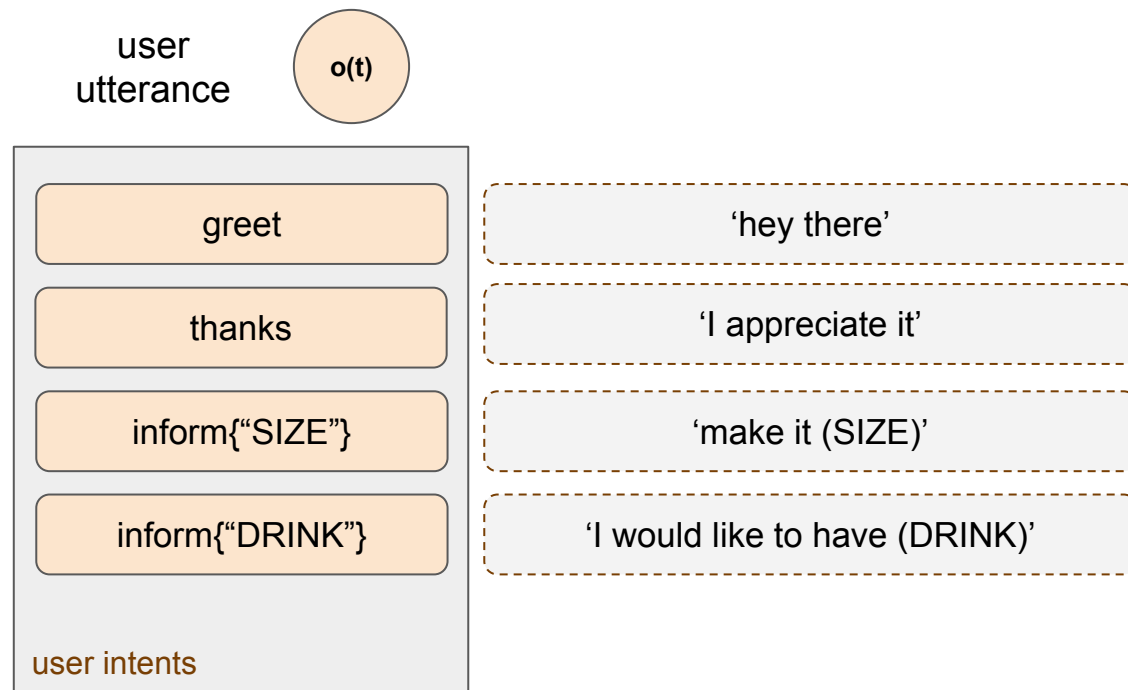 user
utterance
o(t)
greet
‘hey there’
thanks
‘I appreciate it’
inform{“SIZE”}
‘make it (SIZE)’
inform{“DRINK”}
‘I would like to have (DRINK)’
user intents